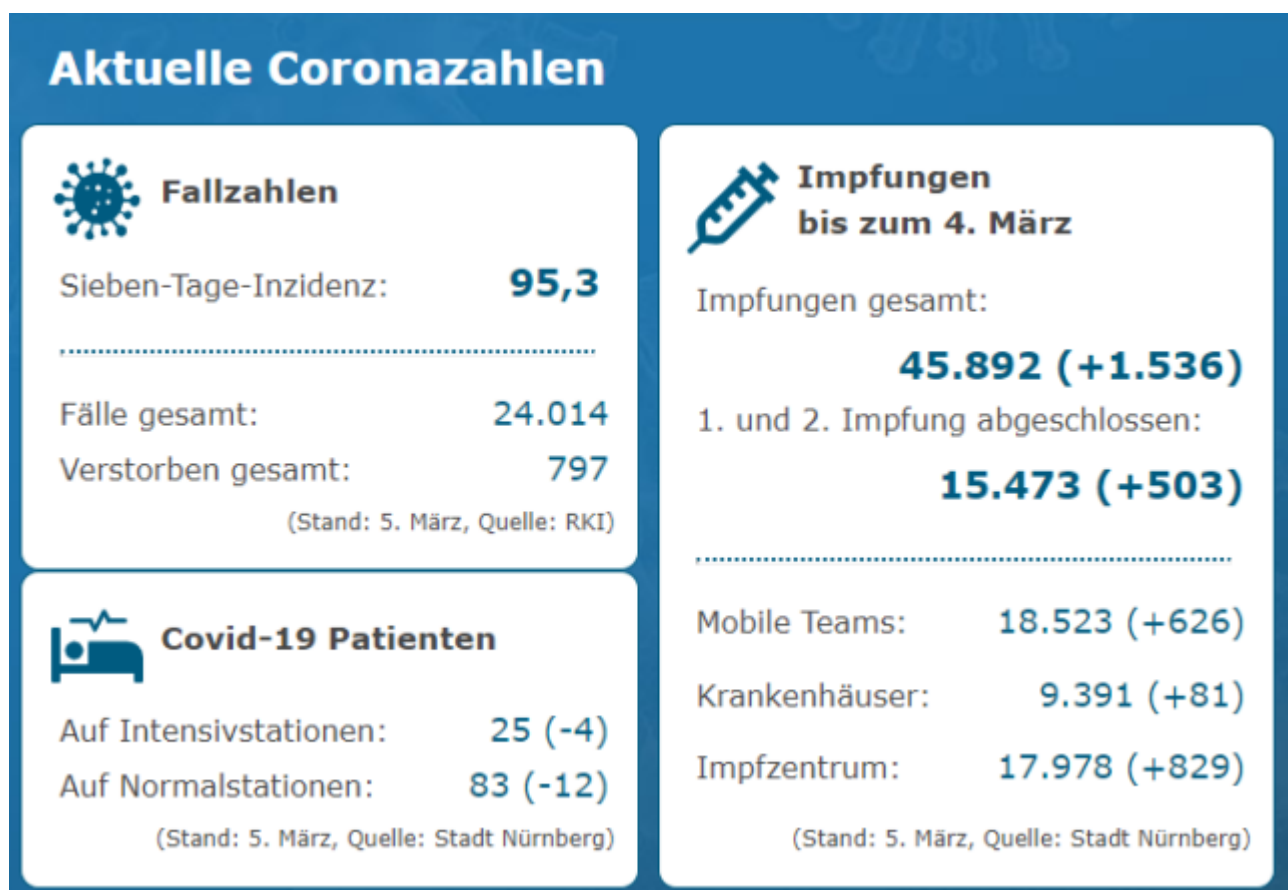 Aktuelle Coronazahlen
Fallzahlen
Sieben-Tage-Inzidenz: 95,3
Fälle gesamt: 24.014
Verstorben gesamt: 797
(Stand: 5. März, Quelle: RKI)
Covid-19 Patienten
Auf Intensivstationen: 25 (-4)
Auf Normalstationen: 83 (-12)
(Stand: 5. März, Quelle: Stadt Nürnberg)
Impfungen
bis zum 4. März
Impfungen gesamt:
45.892 (+1.536)
1. und 2. Impfung abgeschlossen:
15.473 (+503)
Mobile Teams: 18.523 (+626)
Krankenhäuser: 9.391 (+81)
Impfzentrum: 17.978 (+829)
(Stand: 5. März, Quelle: Stadt Nürnberg)